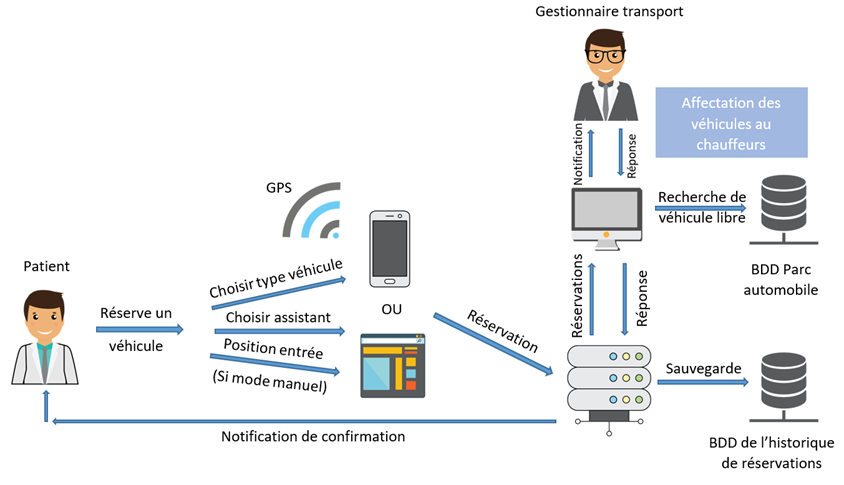 Gestionnaire transport
Affectation des
véhicules au
chauffeurs
Notification
Réponse
GPS
Recherche de
véhicule libre
BDD Parc
automobile
Patient
Réserve un
véhicule
Choisir type véhicule
Choisir assistant
Position entrée
(Si mode manuel)
OU
Réservation
Réservations
Réponse
Sauvegarde
BDD de l’historique
de réservations
Notification de confirmation